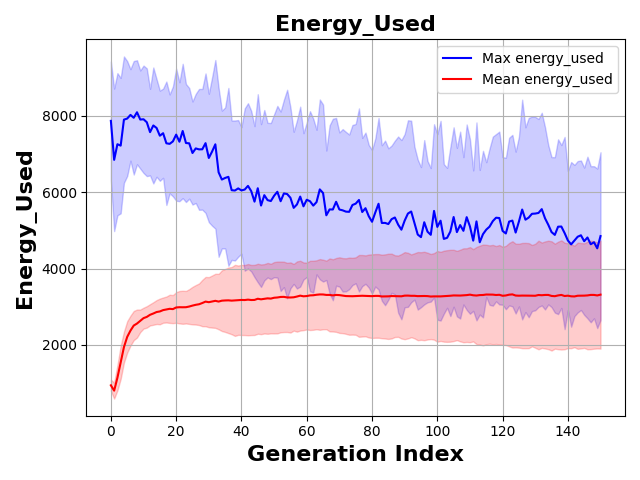 Energy_Used
Max energy_used
Mean energy_used
Energy_Used
8000
6000
4000
2000
0 20 40 60 80 100 120 140
Generation Index